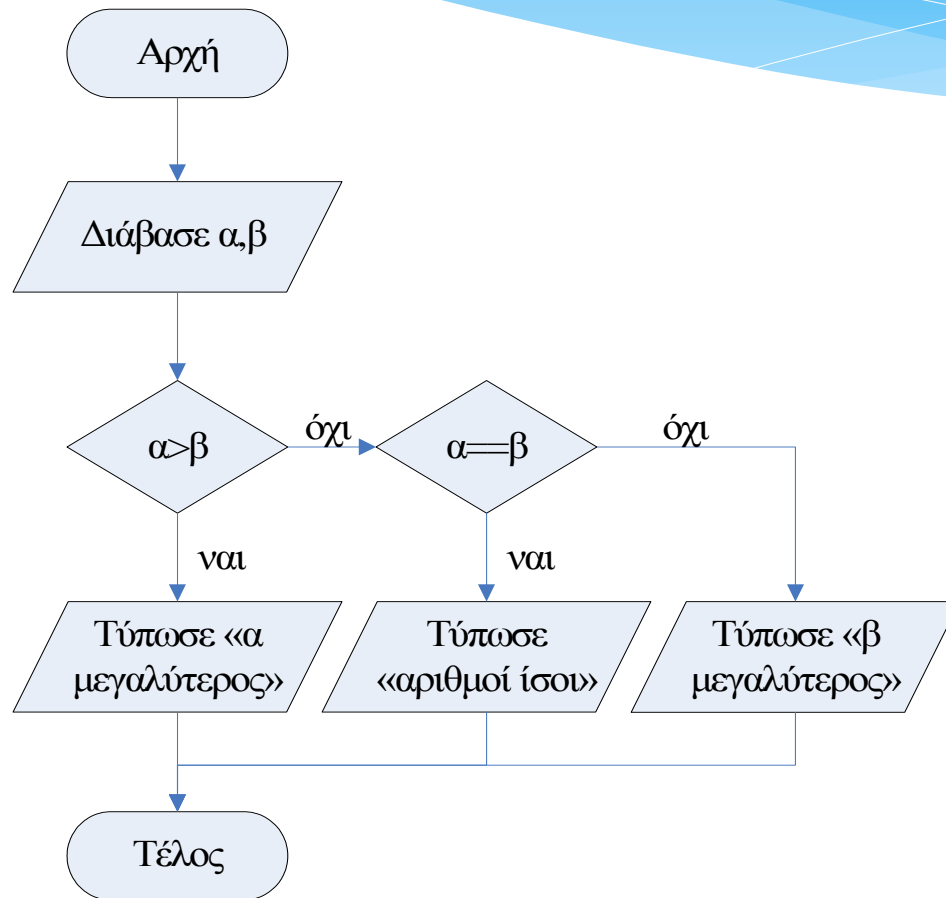 Αρχή
Διάβασε α,β
α>β
όχι
α==β
όχι
ναι
ναι
Τύπωσε «α
μεγαλύτερος»
Τύπωσε
«αριθμοί ίσοι»
Τύπωσε «β
μεγαλύτερος»
Τέλος